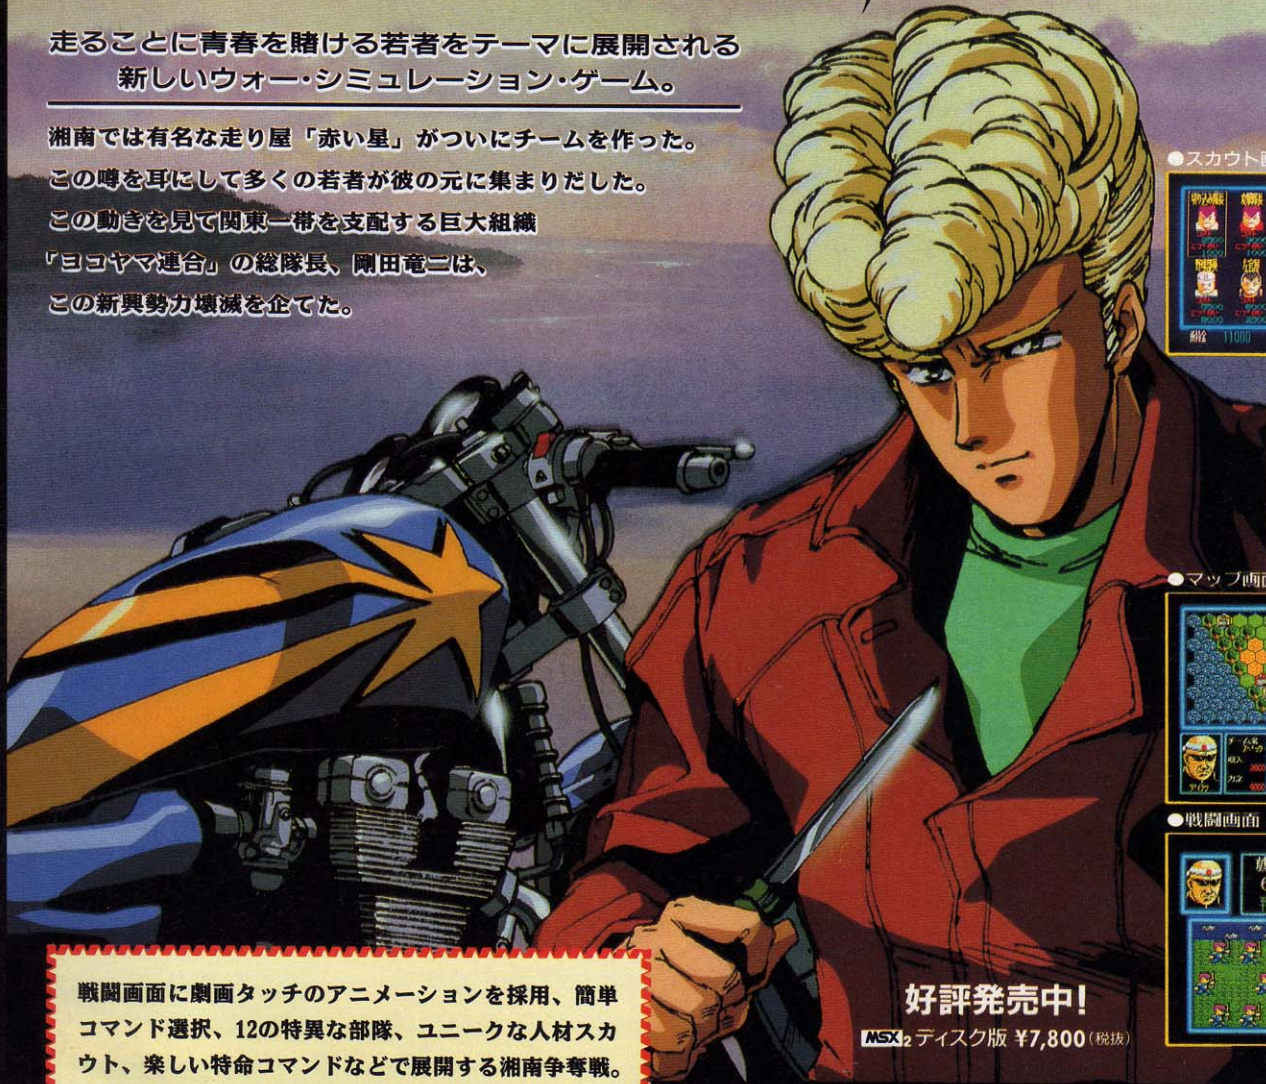 走ることに青春を賭ける若者をテーマに展開される
新しいウォー・シミュレーション・ゲーム。
湘南では有名な走り屋「赤い星」がついにチームを作った。
この噂を耳にして多くの若者が彼の元に集まりだした。
この動きを見て関東一帯を支配する巨大組織
「ヨコヤマ連合」の総隊長、剛田竜二は、
この新興勢力壊滅を企てた。
●スカウト画
11000
●マップ画面
●戦闘画面
戦闘画面に劇画タッチのアニメーションを採用、簡単
コマンド選択、12の特異な部隊、ユニークな人材スカ
ウト、楽しい特命コマンドなどで展開する湘南争奪戦。
好評発売中!
MSX2 ディスク版 ¥7,800(税抜)